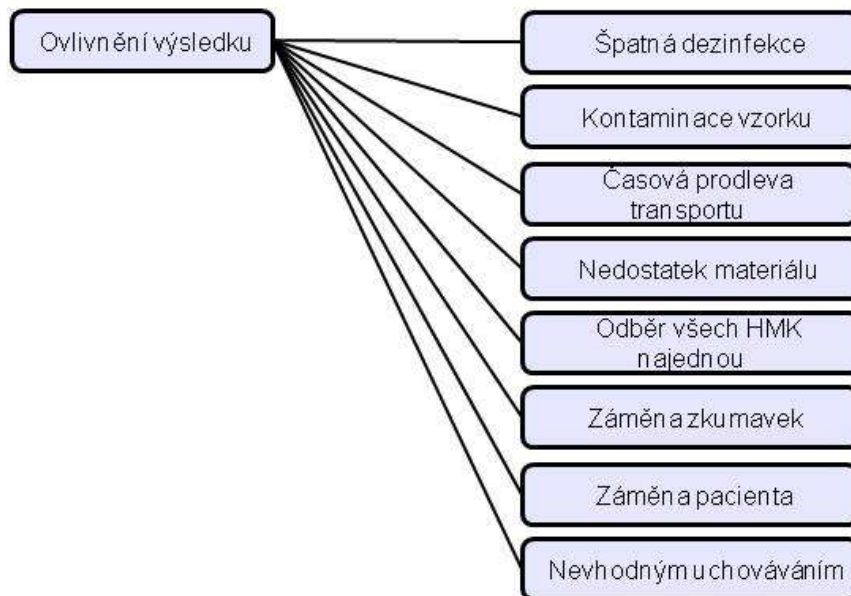 Ovlivnění výsledku
Špatná dezinfekce
Kontaminace vzorku
Časová prodleva
transportu
Nedostatek materiálu
Odběr všech HMK
najednou
Záměna zkumavek
Záměna pacienta
Nevhodným uchováváním